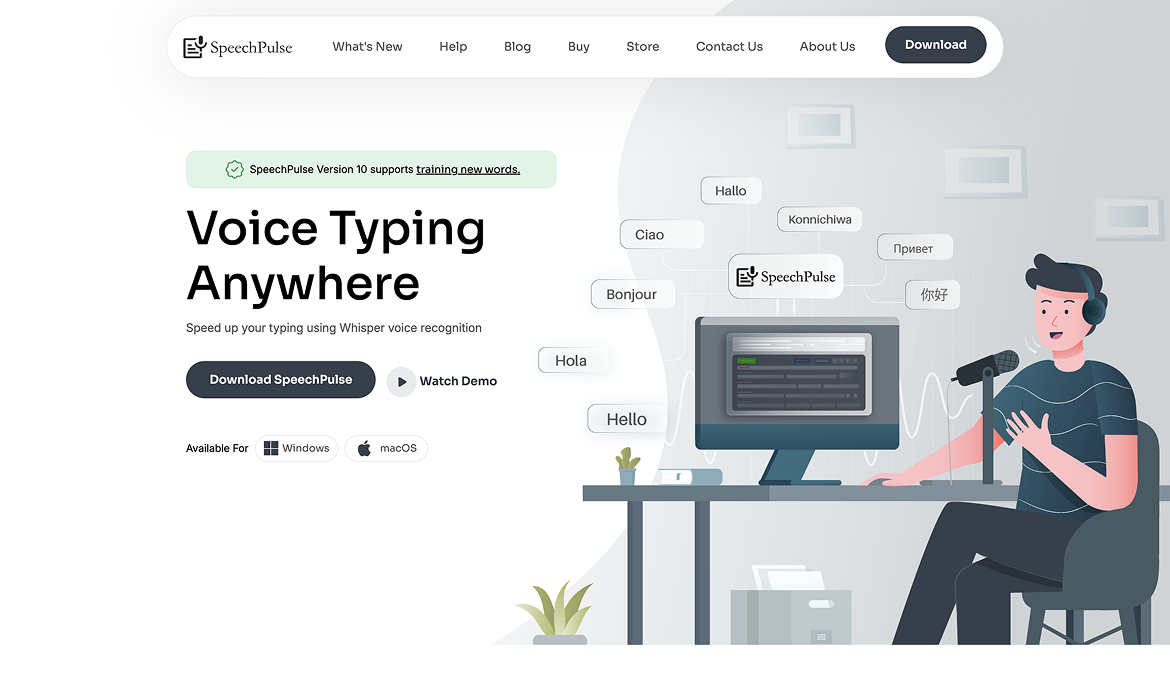 SpeechPulse
What's New
Help
Blog
Buy
Store
Contact Us
About Us
Download
SpeechPulse Version 10 supports training new words.
Voice Typing
Anywhere
Speed up your typing using Whisper voice recognition
Download SpeechPulse
Watch Demo
Available For
Windows
macOS
Hallo
Konnichiwa
Ciao
Привет
SpeechPulse
Bonjour
你好
Hola
Hello